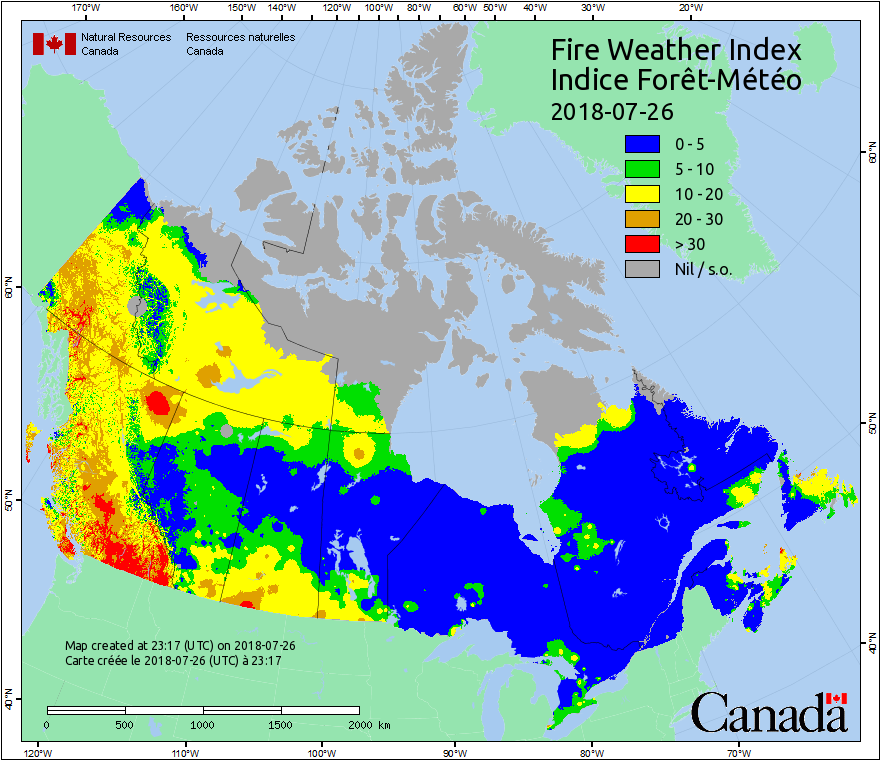 170°W 160°W 150°W 140°W 120°W 100°W 80°W 60°W 50°W 40°W 30°W 20°W
Natural Resources Ressources naturelles
Canada Canada
Fire Weather Index
Indice Forêt-Météo
2018-07-26
0 - 5
5 - 10
10 - 20
20 - 30
> 30
Nil / s.o.
60°N
60°N
50°N
50°N
40°N
40°N
Map created at 23:17 (UTC) on 2018-07-26
Carte créée le 2018-07-26 (UTC) à 23:17
0 500 1000 1500 2000 km
Canada
120°W 110°W 100°W 90°W 80°W 70°W